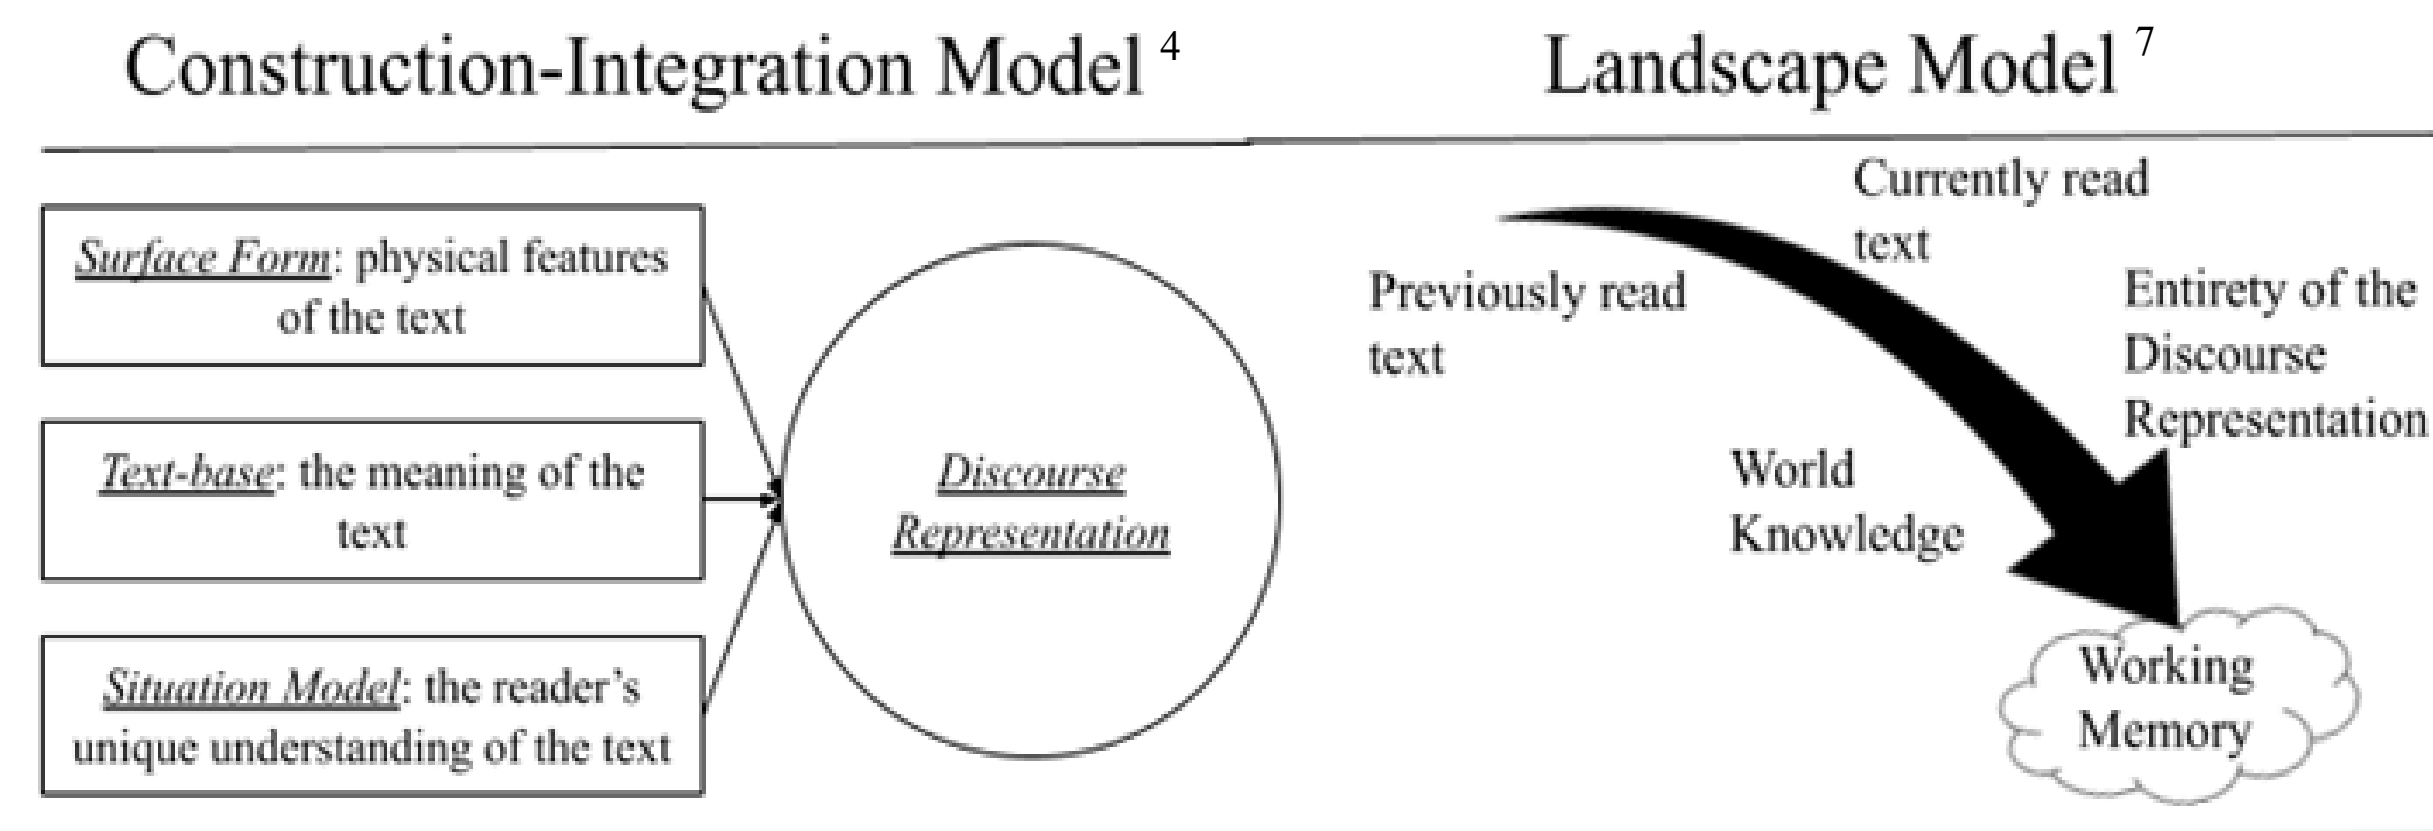 Construction-Integration Model 4
Surface Form: physical features
of the text
Text-base: the meaning of the
text
Situation Model: the reader's
unique understanding of the text
Discourse
Representation
Landscape Model 7
Previously read
text
Currently read
text
World
Knowledge
Entirety of the
Discourse
Representation
Working
Memory